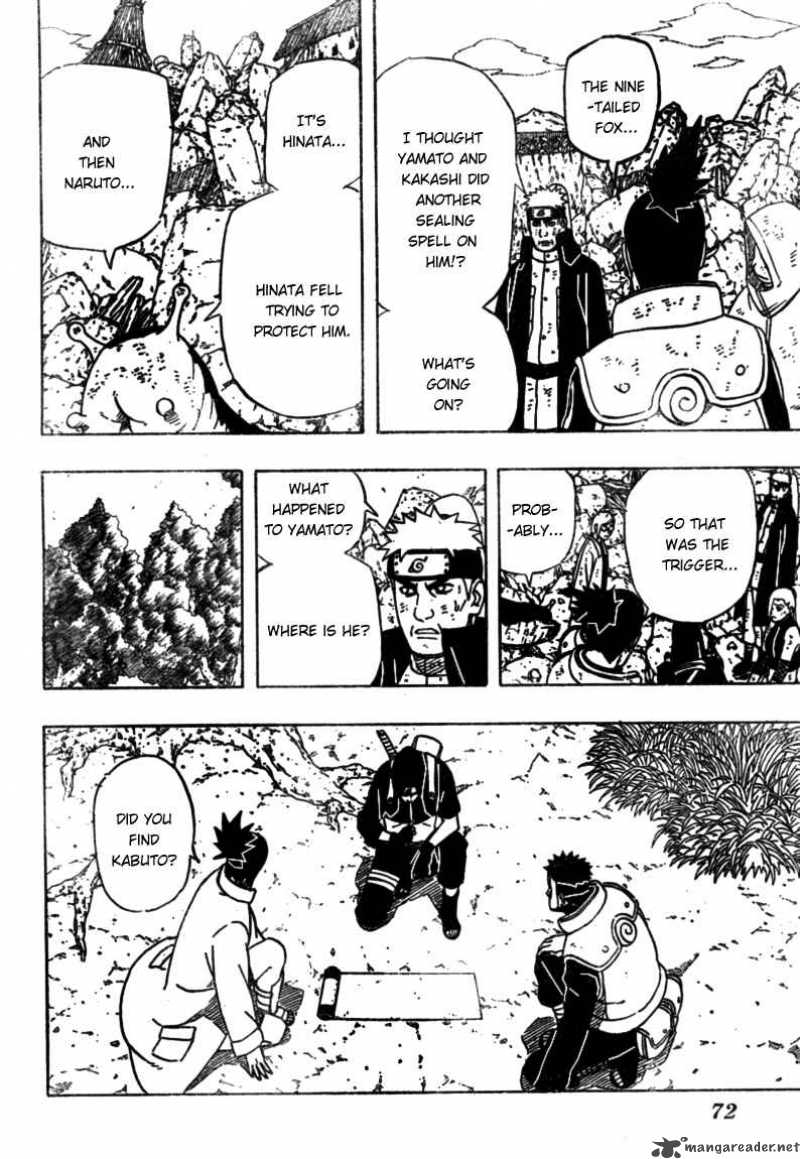 THE NINE
-TAILED
FOX...
I THOUGHT
YAMATO AND
KAKASHI DID
ANOTHER
SEALING
SPELL ON
HIM!?
WHAT'S
GOING
ON?
IT'S
HINATA...
HINATA FELL
TRYING TO
PROTECT HIM.
AND
THEN
NARUTO...
SO THAT
WAS THE
TRIGGER...
PROB-
-ABLY...
WHAT
HAPPENED
TO YAMATO?
WHERE IS HE?
DID YOU
FIND
KABUTO?
72
mangareader.net